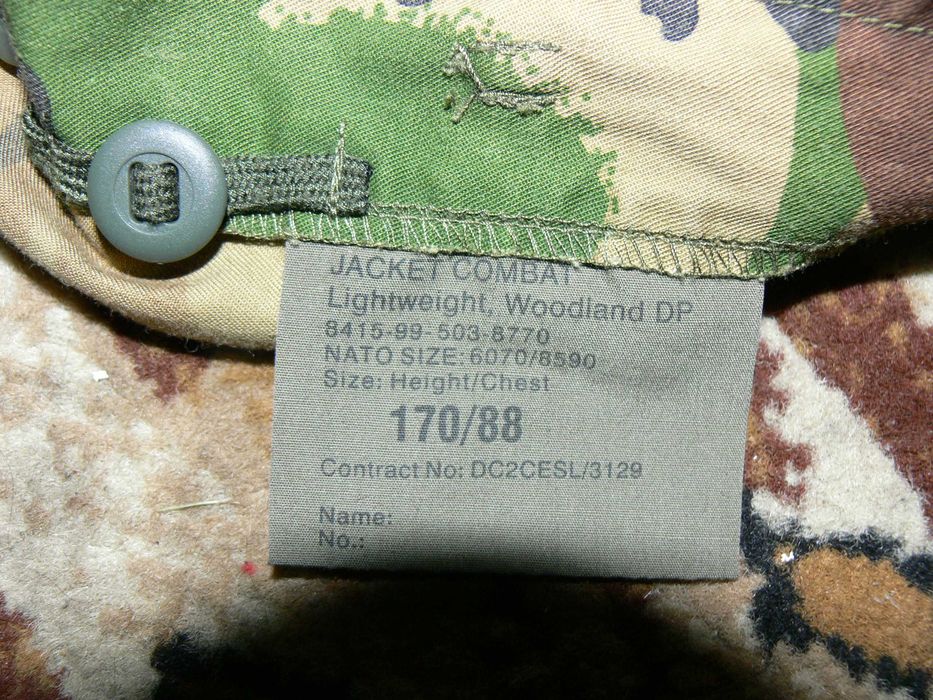 JACKET COMBAT
Lightweight, Woodland DP
8415-99-503-8770
NATO SIZE: 6070/8590
Size: Height/Chest
170/88
Contract No: DC2CESL/3129
Name:
No.: